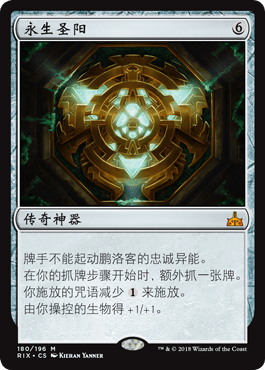 永生圣阳 6
传奇神器
牌手不能起动鹏洛客的忠诚异能。
在你的抓牌步骤开始时，额外抓一张牌。
你施放的咒语减少 1 来施放。
由你操控的生物得 +1/+1。
180/196 M
RIX • CS KIERAN YANNER
™ & © 2018 Wizards of the Coast